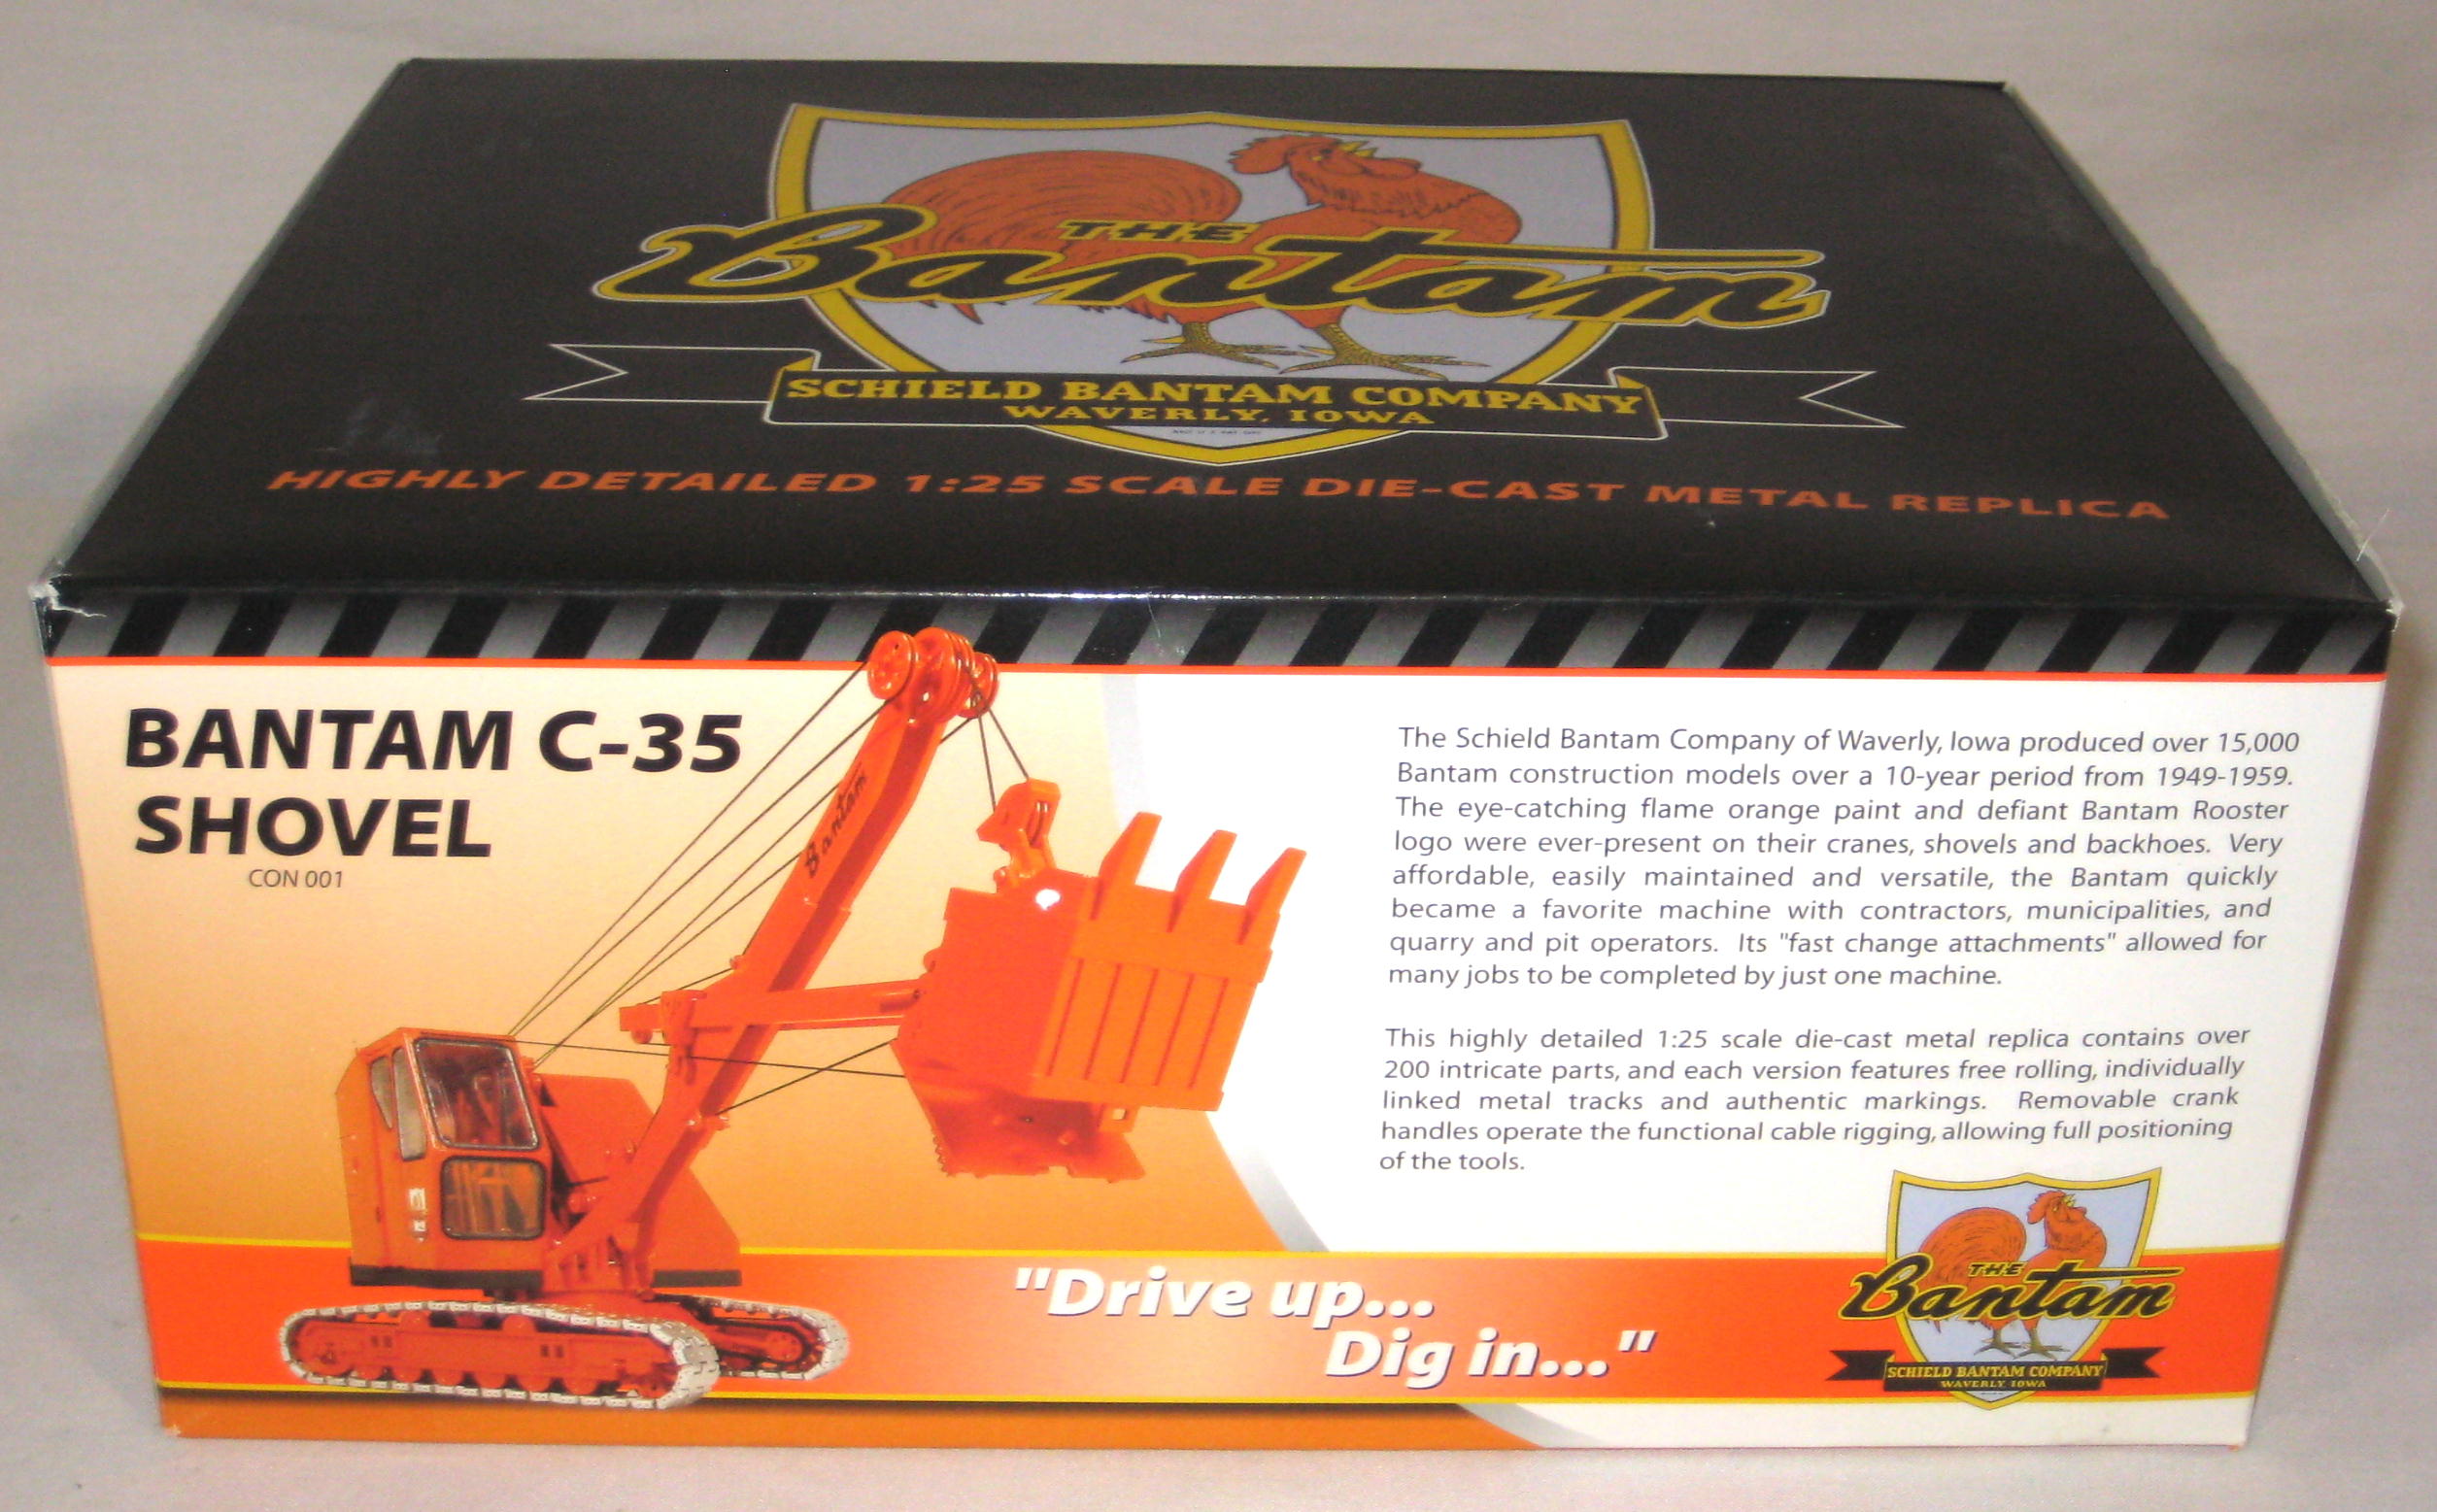 THE
Bantam
SCHIELD BANTAM COMPANY
WAVERLY, IOWA
HIGHLY DETAILED 1:25 SCALE DIE-CAST METAL REPLICA
BANTAM C-35
SHOVEL
CON 001
Bantam
The Schield Bantam Company of Waverly, Iowa produced over 15,000
Bantam construction models over a 10-year period from 1949-1959.
The eye-catching flame orange paint and defiant Bantam Rooster
logo were ever-present on their cranes, shovels and backhoes. Very
affordable, easily maintained and versatile, the Bantam quickly
became a favorite machine with contractors, municipalities, and
quarry and pit operators. Its "fast change attachments" allowed for
many jobs to be completed by just one machine.
This highly detailed 1:25 scale die-cast metal replica contains over
200 intricate parts, and each version features free rolling, individually
linked metal tracks and authentic markings. Removable crank
handles operate the functional cable rigging, allowing full positioning
of the tools.
"Drive up...
Dig in..."
THE
Bantam
SCHIELD BANTAM COMPANY
WAVERLY, IOWA